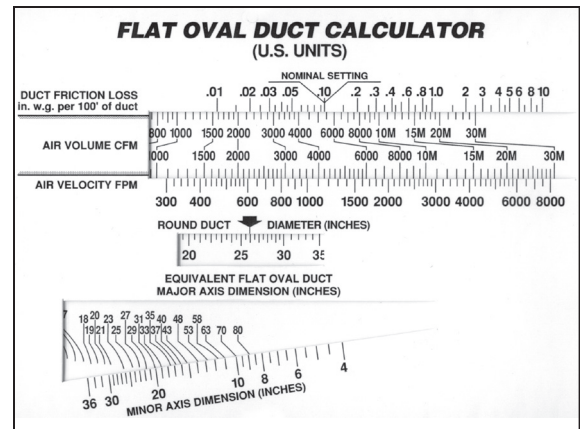 FLAT OVAL DUCT CALCULATOR
(U.S. UNITS)
NOMINAL SETTING
DUCT FRICTION LOSS
in. w.g. per 100' of duct
.01 .02 .03 .05 .10 .2 .3 .4 .6 .8 1.0 2 3 4 5 6 8 10
AIR VOLUME CFM
800 1000 1500 2000 3000 4000 6000 8000 10M 15M 20M 30M
000 1500 2000 3000 4000 6000 8000 10M 15M 20M 30M
AIR VELOCITY FPM
300 400 600 800 1000 2000 3000 4000 6000 8000
ROUND DUCT DIAMETER (INCHES)
20 25 30 35
EQUIVALENT FLAT OVAL DUCT
MAJOR AXIS DIMENSION (INCHES)
7 18 20 23 27 31 35 40 48 58
19 21 25 29 33 37 43 53 63 70 80
36 30 20 10 8 6 4
MINOR AXIS DIMENSION (INCHES)